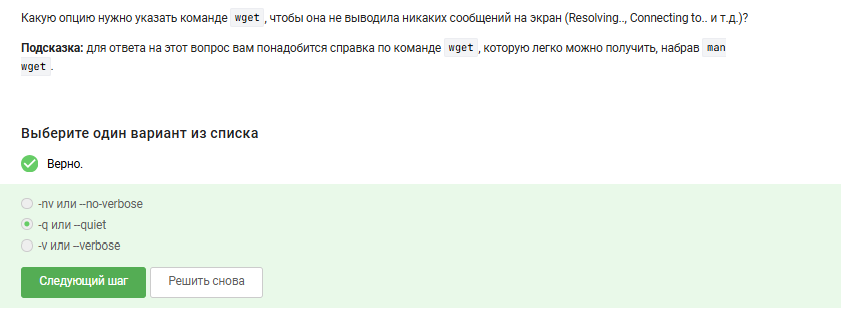 Какую опцию нужно указать команде wget, чтобы она не выводила никаких сообщений на экран (Resolving.., Connecting to.. и т.д.)?
Подсказка: для ответа на этот вопрос вам понадобится справка по команде wget, которую легко можно получить, набрав man
wget.
Выберите один вариант из списка
Верно.
-nv или --no-verbose
-q или --quiet
-v или --verbose
Следующий шаг Решить снова